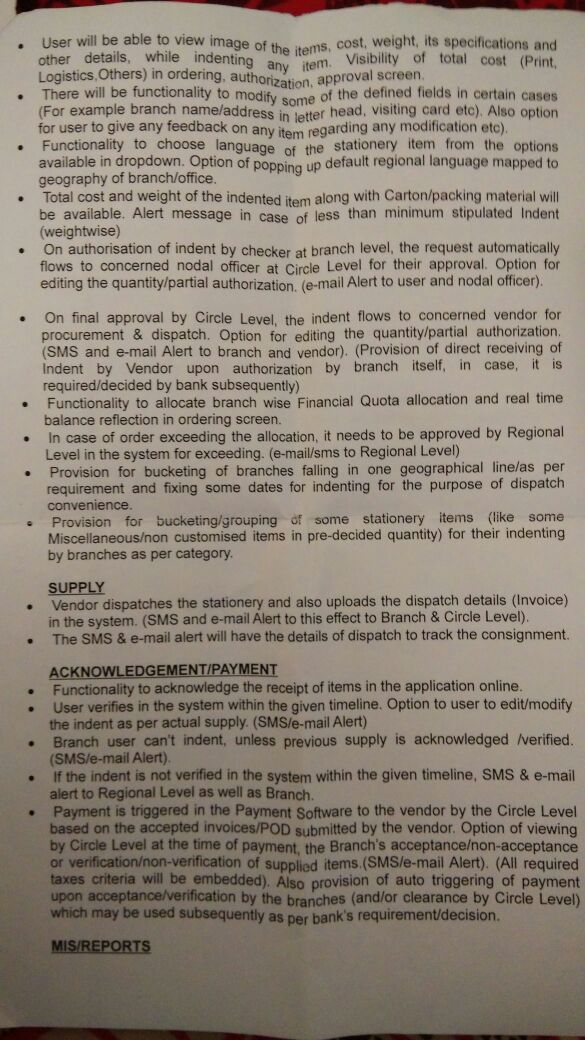 • User will be able to view image of the items, cost, weight, its specifications and
other details, while indenting any item. Visibility of total cost (Print,
Logistics,Others) in ordering, authorization, approval screen.
• There will be functionality to modify some of the defined fields in certain cases
(For example branch name/address in letter head, visiting card etc). Also option
for user to give any feedback on any item regarding any modification etc).
• Functionality to choose language of the stationery item from the options
available in dropdown. Option of popping up default regional language mapped to
geography of branch/office.
• Total cost and weight of the indented item along with Carton/packing material will
be available. Alert message in case of less than minimum stipulated Indent
(weightwise)
• On authorisation of indent by checker at branch level, the request automatically
flows to concerned nodal officer at Circle Level for their approval. Option for
editing the quantity/partial authorization. (e-mail Alert to user and nodal officer).
• On final approval by Circle Level, the indent flows to concerned vendor for
procurement & dispatch. Option for editing the quantity/partial authorization.
(SMS and e-mail Alert to branch and vendor). (Provision of direct receiving of
Indent by Vendor upon authorization by branch itself, in case, it is
required/decided by bank subsequently)
• Functionality to allocate branch wise Financial Quota allocation and real time
balance reflection in ordering screen.
• In case of order exceeding the allocation, it needs to be approved by Regional
Level in the system for exceeding. (e-mail/sms to Regional Level)
• Provision for bucketing of branches falling in one geographical line/as per
requirement and fixing some dates for indenting for the purpose of dispatch
convenience.
• Provision for bucketing/grouping of some stationery items (like some
Miscellaneous/non customised items in pre-decided quantity) for their indenting
by branches as per category.
SUPPLY
• Vendor dispatches the stationery and also uploads the dispatch details (Invoice)
in the system. (SMS and e-mail Alert to this effect to Branch & Circle Level).
• The SMS & e-mail alert will have the details of dispatch to track the consignment.
ACKNOWLEDGEMENT/PAYMENT
• Functionality to acknowledge the receipt of items in the application online.
• User verifies in the system within the given timeline. Option to user to edit/modify
the indent as per actual supply. (SMS/e-mail Alert)
• Branch user can't indent, unless previous supply is acknowledged /verified.
(SMS/e-mail Alert).
• If the indent is not verified in the system within the given timeline, SMS & e-mail
alert to Regional Level as well as Branch.
• Payment is triggered in the Payment Software to the vendor by the Circle Level
based on the accepted invoices/POD submitted by the vendor. Option of viewing
by Circle Level at the time of payment, the Branch's acceptance/non-acceptance
or verification/non-verification of supplied items.(SMS/e-mail Alert). (All required
taxes criteria will be embedded). Also provision of auto triggering of payment
upon acceptance/verification by the branches (and/or clearance by Circle Level)
which may be used subsequently as per bank's requirement/decision.
MIS/REPORTS